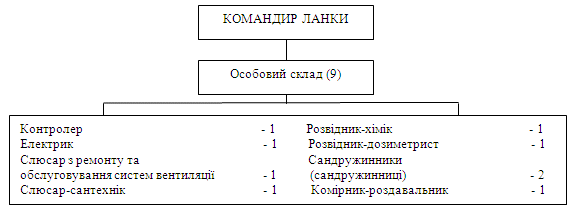 КОМАНДИР ЛАНКИ
Особовий склад (9)
Контролер - 1
Електрик - 1
Слюсар з ремонту та
обслуговування систем вентиляції - 1
Слюсар-сантехнік - 1
Розвідник-хімік - 1
Розвідник-дозиметрист - 1
Сандружинники
(сандружинниці) - 2
Комірник-роздавальник - 1